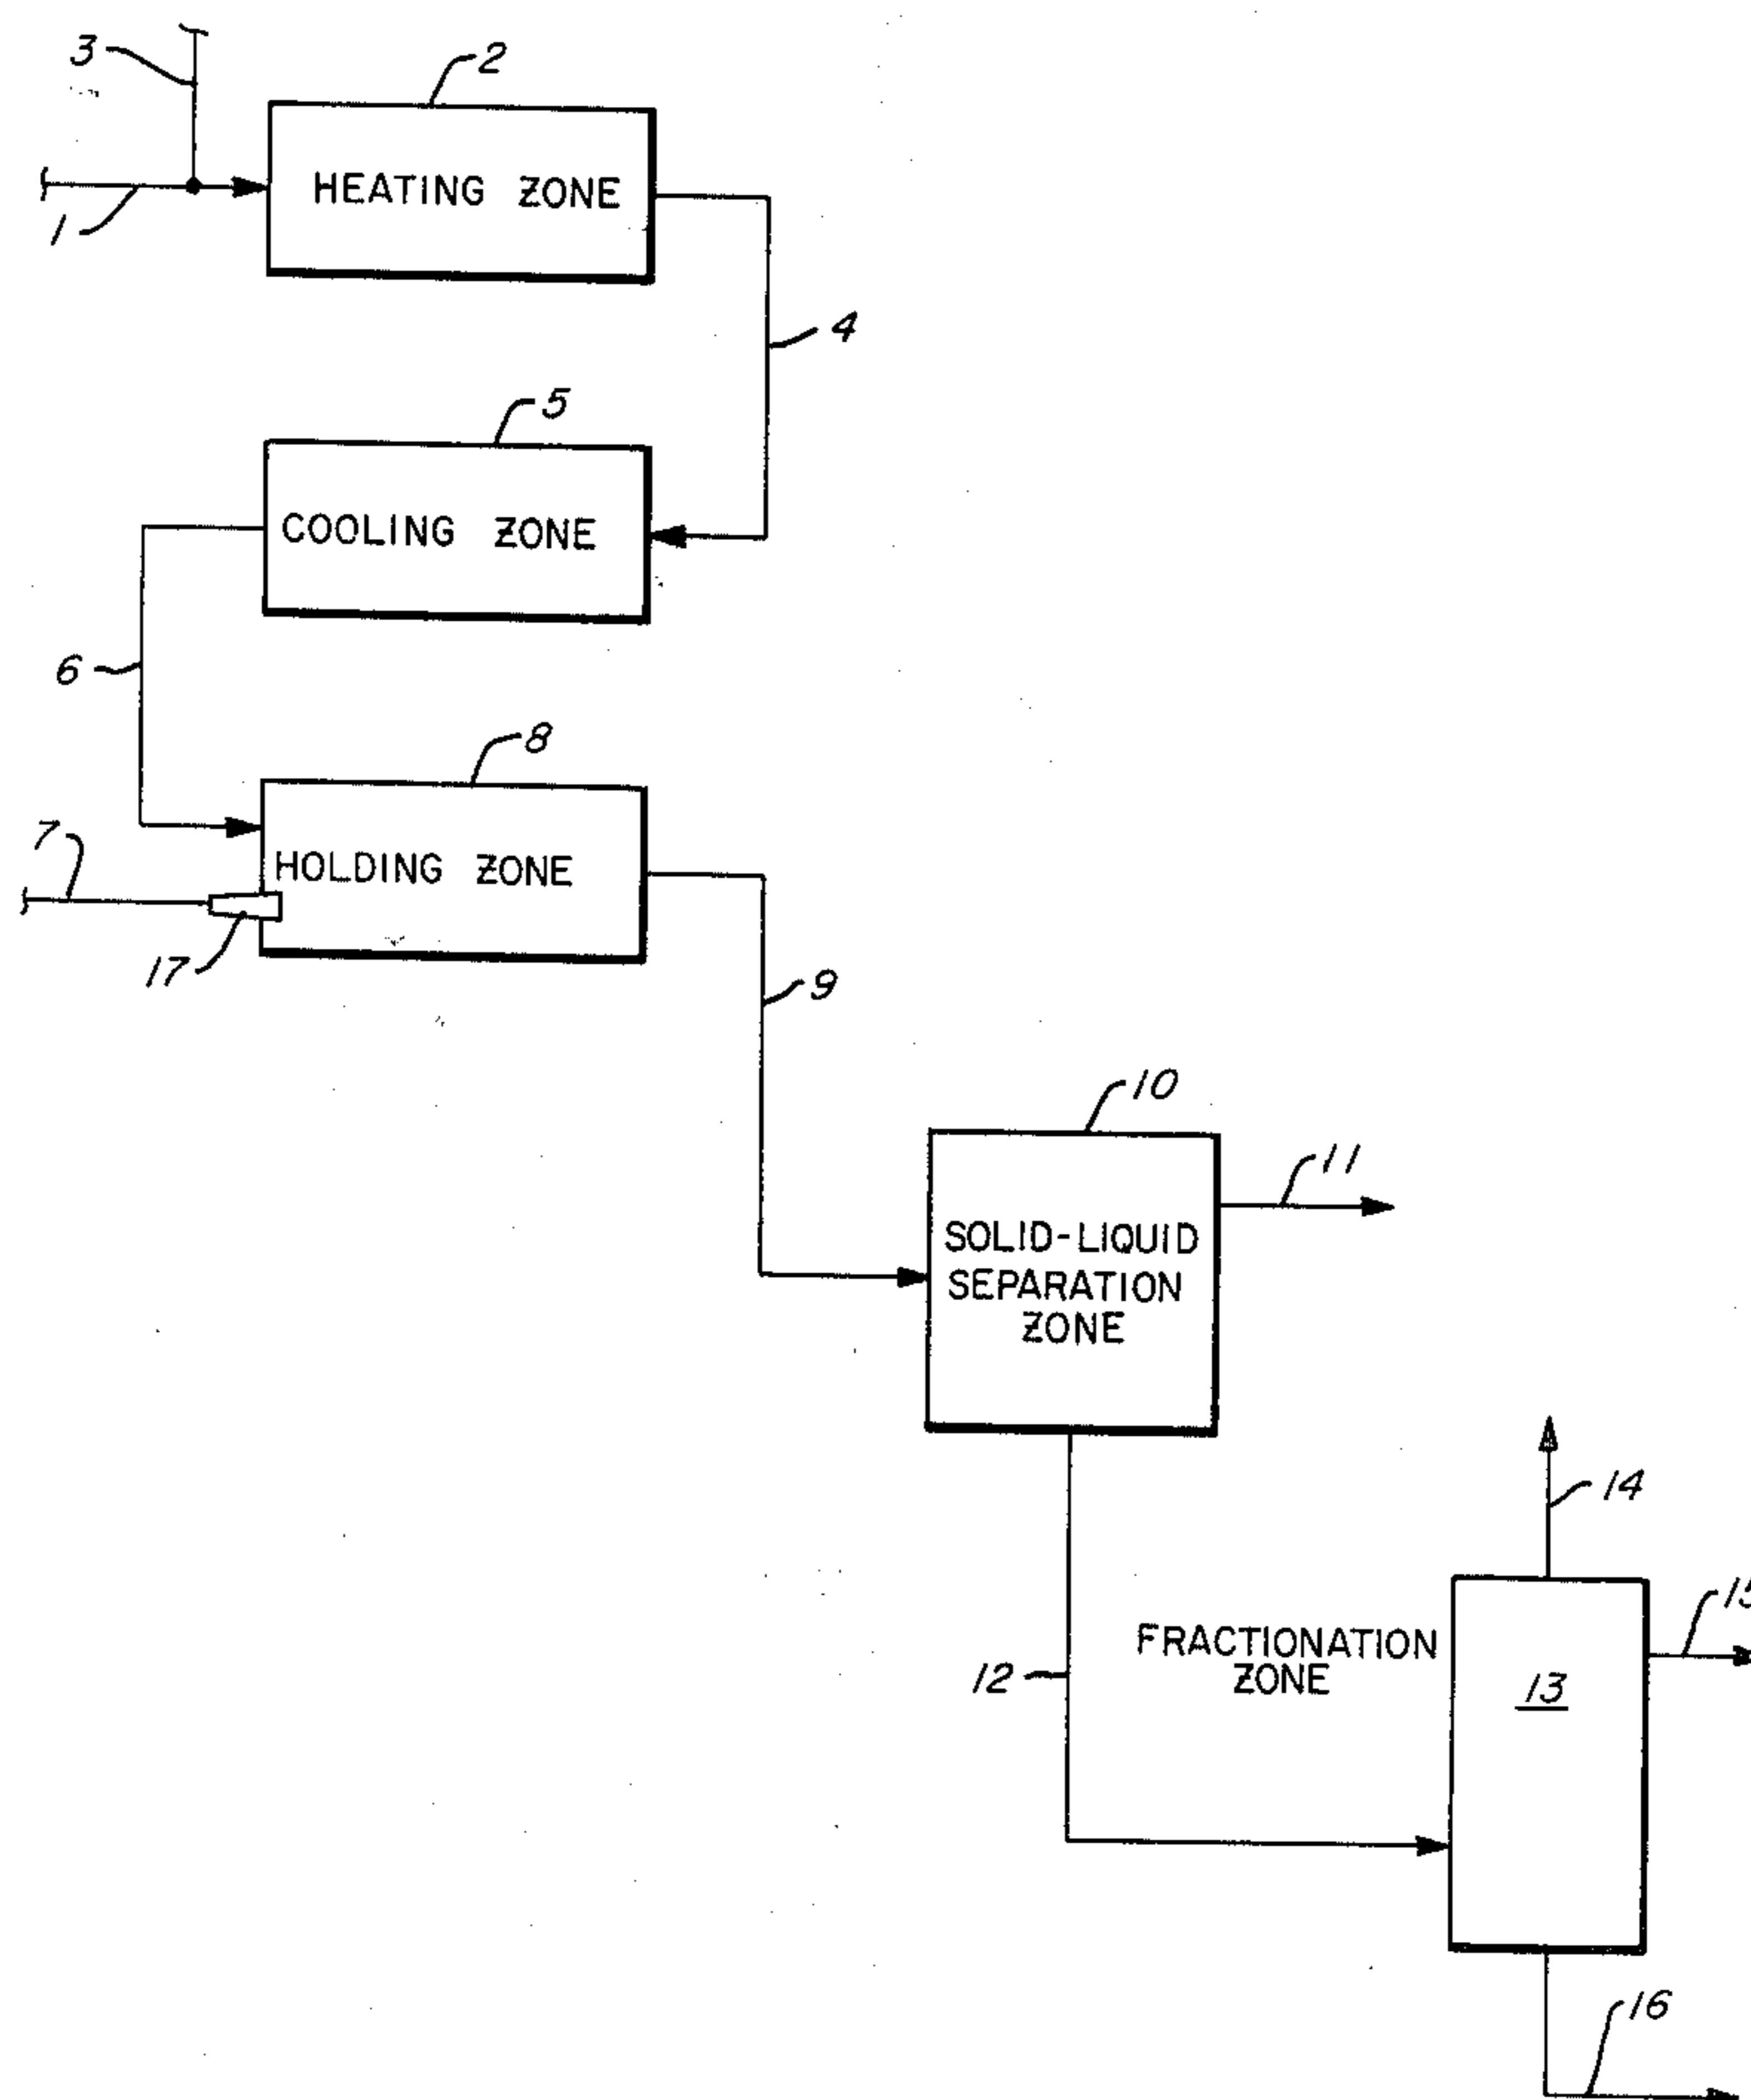 3
2
HEATING ZONE
1
4
5
COOLING ZONE
6
8
7
HOLDING ZONE
17
9
10
11
SOLID-LIQUID
SEPARATION
ZONE
14
15
FRACTIONATION
ZONE
12
13
16